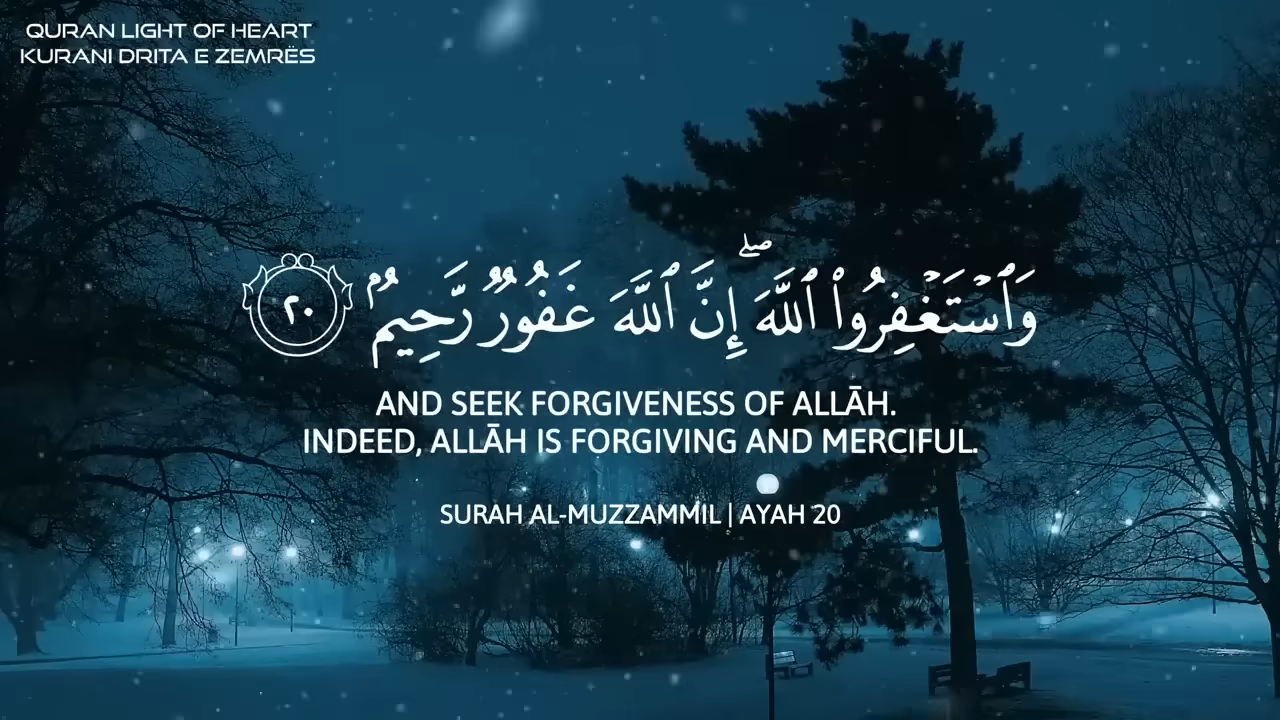 QURAN LIGHT OF HEART
KURANI DRITA E ZEMRËS
وَٱسْتَغْفِرُوا۟ ٱللَّهَ ۖ إِنَّ ٱللَّهَ غَفُورٌ رَّحِيمٌۢ ٢٠
AND SEEK FORGIVENESS OF ALLĀH.
INDEED, ALLĀH IS FORGIVING AND MERCIFUL.
SURAH AL-MUZZAMMIL | AYAH 20